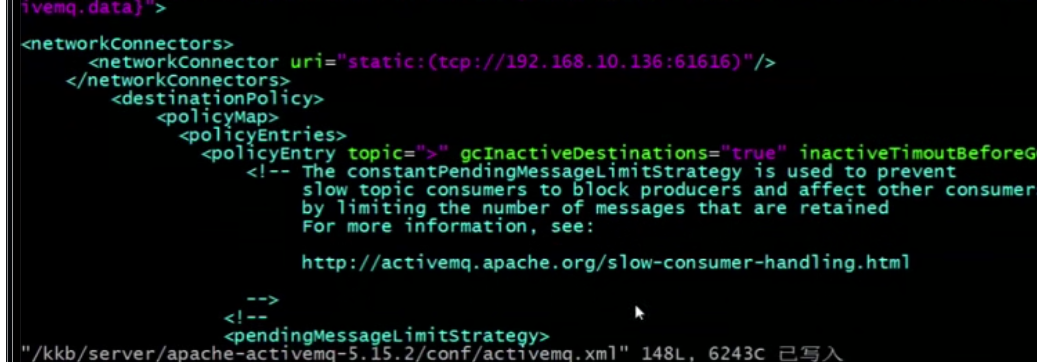 ivemq.data}">
<networkConnectors>
<networkConnector uri="static:(tcp://192.168.10.136:61616)"/>
</networkConnectors>
<destinationPolicy>
<policyMap>
<policyEntries>
<policyEntry topic=">" gcInactiveDestinations="true" inactiveTimoutBeforeG
<!-- The constantPendingMessageLimitStrategy is used to prevent
slow topic consumers to block producers and affect other consumer
by limiting the number of messages that are retained
For more information, see:
http://activemq.apache.org/slow-consumer-handling.html
-->
<!--
<pendingMessageLimitStrategy>
"/kkb/server/apache-activemq-5.15.2/conf/activemq.xml" 148L, 6243C 已写入